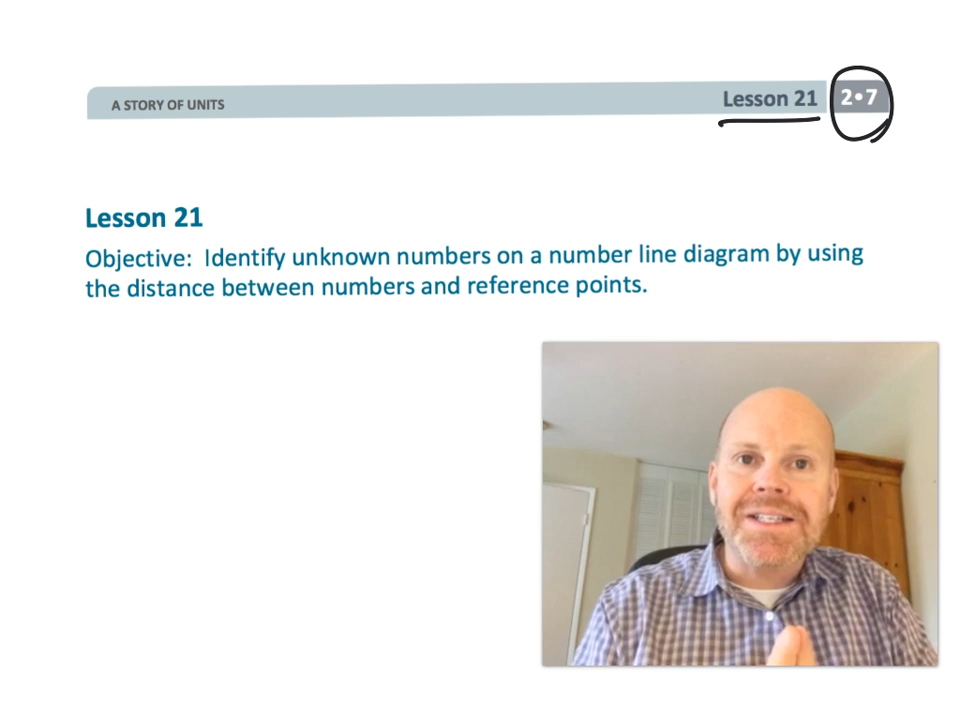 A STORY OF UNITS
Lesson 21
2•7
Lesson 21
Objective: Identify unknown numbers on a number line diagram by using
the distance between numbers and reference points.